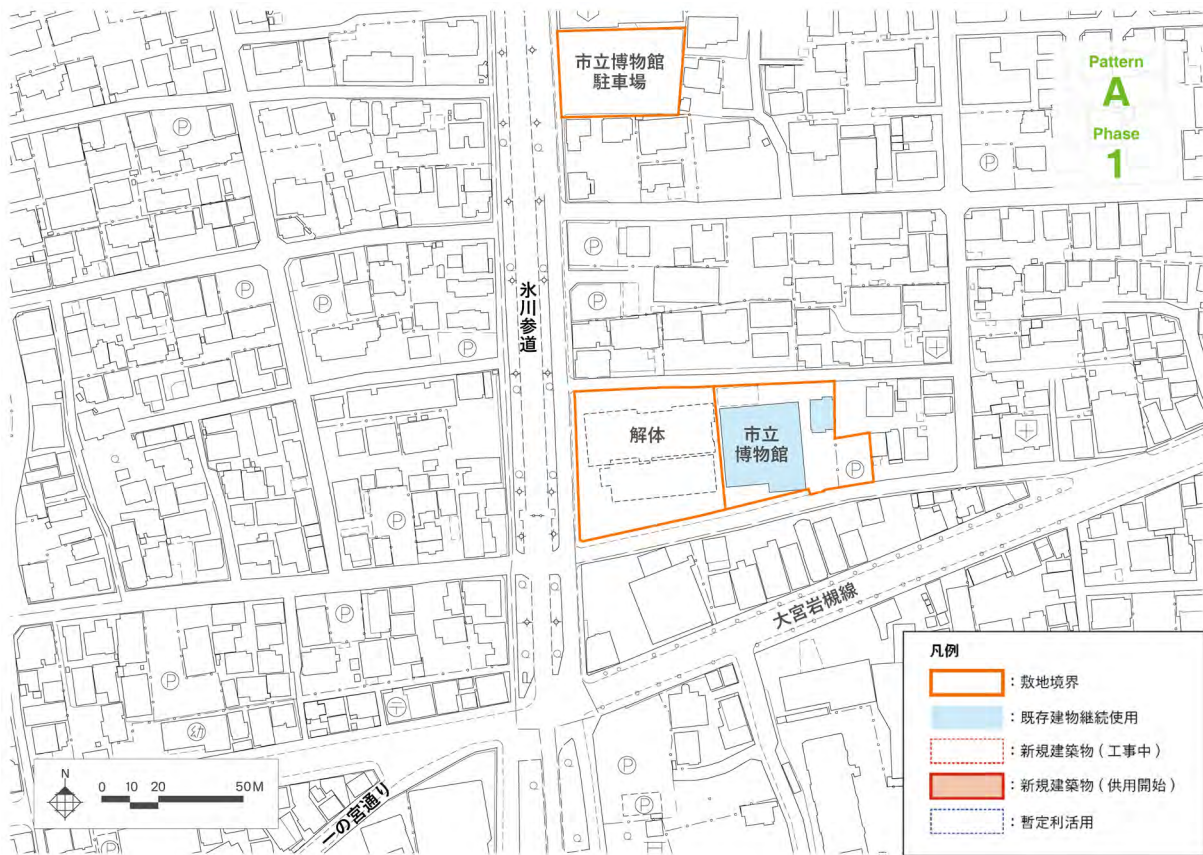 市立博物館
駐車場
Pattern
A
Phase
1
Ⓟ
Ⓟ
Ⓟ
Ⓟ
Ⓟ
Ⓟ
Ⓟ
氷川参道
解体
市立
博物館
Ⓟ
Ⓟ
大宮岩槻線
Ⓟ
Ⓟ
Ⓟ
Ⓟ
一の宮通り
N
0 10 20 50M
凡例
：敷地境界
：既存建物継続使用
：新規建築物（工事中）
：新規建築物（供用開始）
：暫定利活用